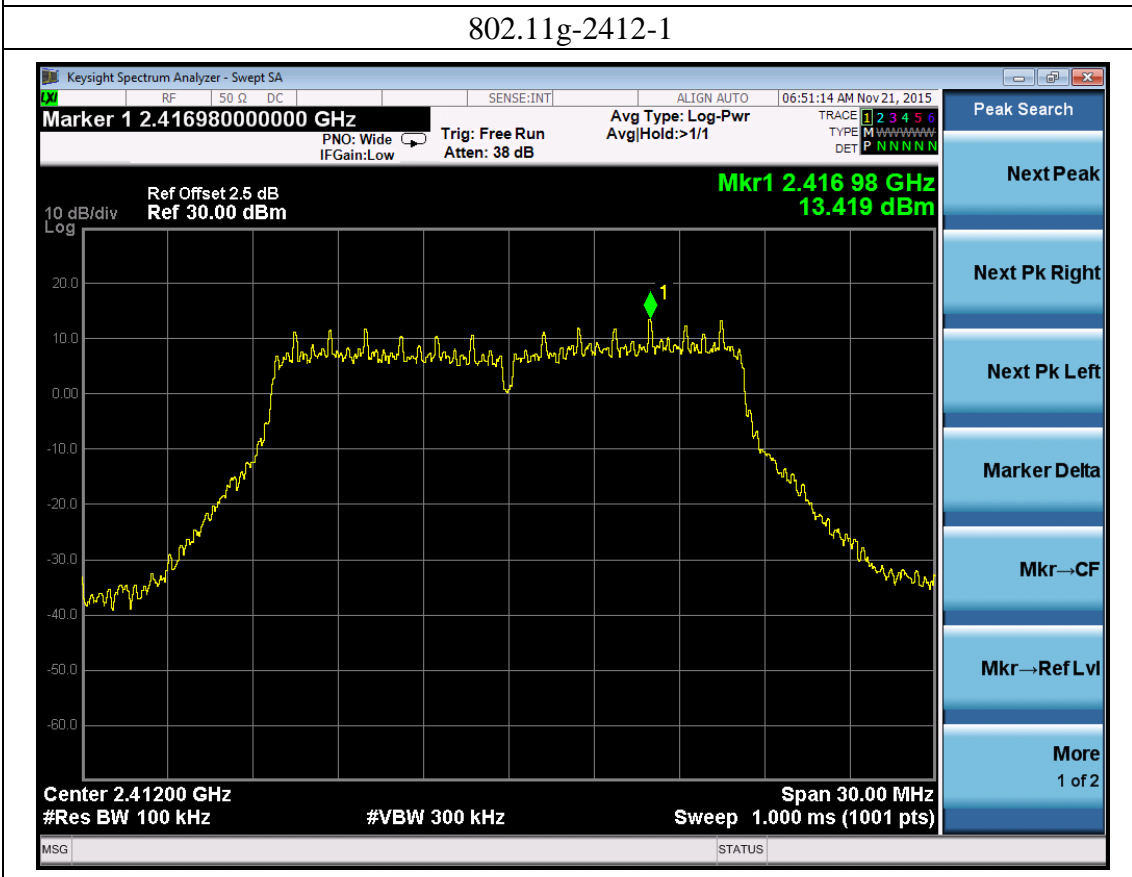 802.11g-2412-1
Keysight Spectrum Analyzer - Swept SA
LXI RF 50 Ω DC SENSE:INT ALIGN AUTO 06:51:14 AM Nov 21, 2015
Marker 1 2.416980000000 GHz
PNO: Wide
IFGain:Low
Trig: Free Run
Atten: 38 dB
Avg Type: Log-Pwr
Avg|Hold:>1/1
TRACE 1 2 3 4 5 6
TYPE M WWWWW
DET P N N N N N
Mkr1 2.416 98 GHz
13.419 dBm
Ref Offset 2.5 dB
10 dB/div Ref 30.00 dBm
Log
1
20.0
10.0
0.00
-10.0
-20.0
-30.0
-40.0
-50.0
-60.0
Center 2.41200 GHz Span 30.00 MHz
#Res BW 100 kHz #VBW 300 kHz Sweep 1.000 ms (1001 pts)
MSG STATUS
Peak Search
Next Peak
Next Pk Right
Next Pk Left
Marker Delta
Mkr→CF
Mkr→Ref Lvl
More
1 of 2